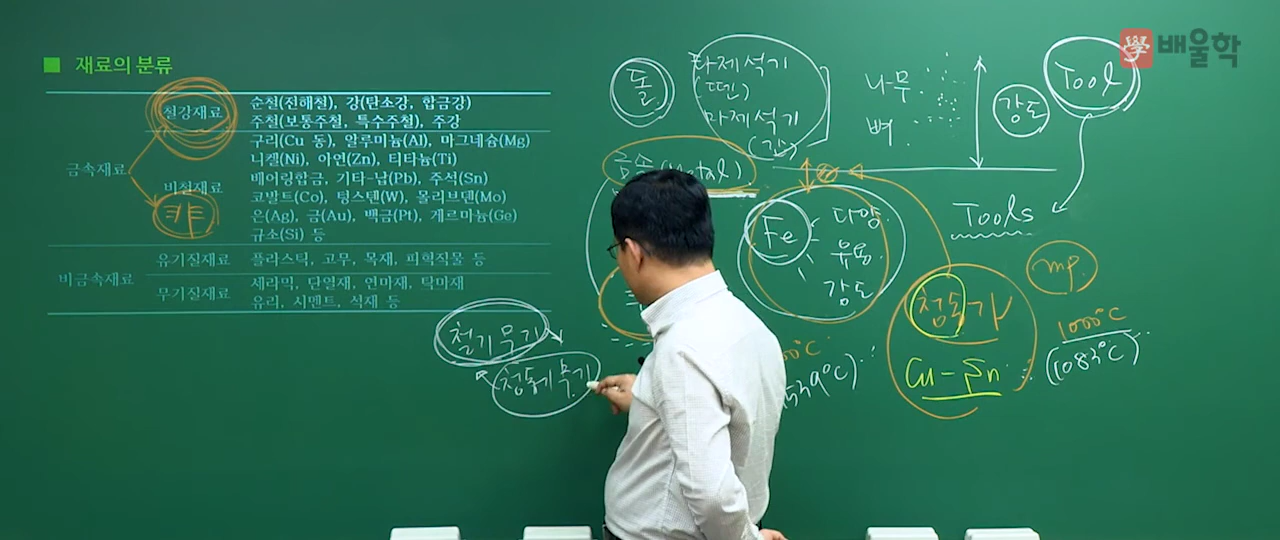 ■ 재료의 분류
금속재료
철강재료
순철(전해철), 강(탄소강, 합금강)
주철(보통주철, 특수주철), 주강
비철재료
구리(Cu 동), 알루미늄(Al), 마그네슘(Mg)
니켈(Ni), 아연(Zn), 티타늄(Ti)
베어링합금, 기타-납(Pb), 주석(Sn)
코발트(Co), 텅스텐(W), 몰리브덴(Mo)
은(Ag), 금(Au), 백금(Pt), 게르마늄(Ge)
규소(Si) 등
비금속재료
유기질재료
플라스틱, 고무, 목재, 피혁직물 등
무기질재료
세라믹, 단열재, 연마재, 탁마재
유리, 시멘트, 석재 등
철기 무기
청동기 무기
돌
타제석기
(뗀)
마제석기
(간)
나무
뼈
강도
Tool
Tools
Fe
다양
유용
강도
청동기
Cu - Sn
mp.
1000°C
(1083°C)
學 배울학